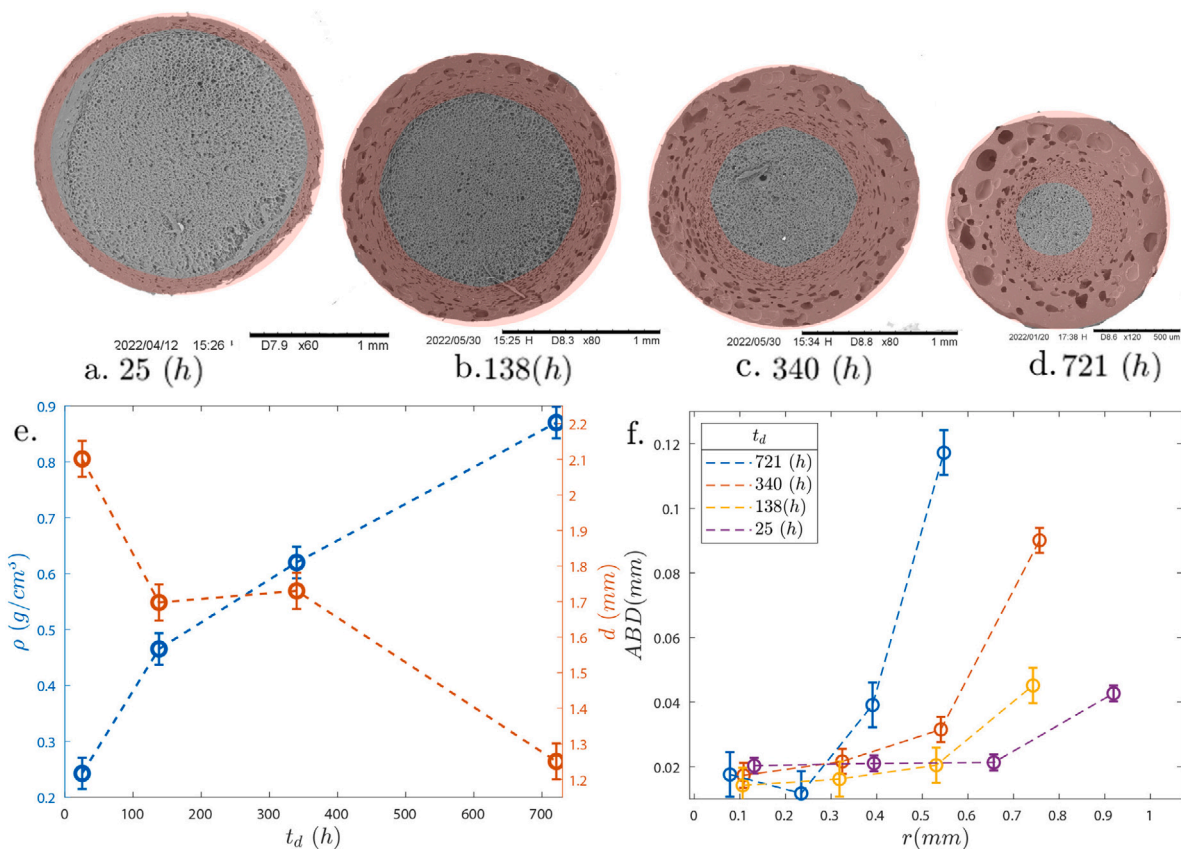 2022/04/12 15:26 D7.9 x60 1 mm
2022/05/30 15:25 H D8.3 x80 1 mm
2022/05/30 15:34 H D8.8 x80 1 mm
2022/01/20 17:38 H D8.6 x120 500 um
a. 25 (h)
b.138(h)
c. 340 (h)
d. 721 (h)
e.
0.9
0.8
0.7
0.6
0.5
0.4
0.3
0.2
ρ (g/cm³)
0 100 200 300 400 500 600 700
t_d (h)
2.2
2.1
2
1.9
1.8
1.7
1.6
1.5
1.4
1.3
1.2
d (mm)
f.
t_d
721 (h)
340 (h)
138(h)
25 (h)
0.12
0.1
0.08
0.06
0.04
0.02
ABD(mm)
0 0.1 0.2 0.3 0.4 0.5 0.6 0.7 0.8 0.9 1
r(mm)